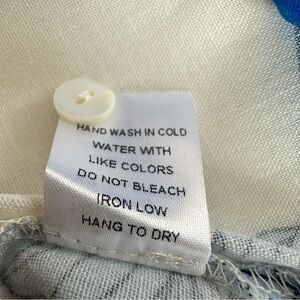 HAND WASH IN COLD
WATER WITH
LIKE COLORS
DO NOT BLEACH
IRON LOW
HANG TO DRY